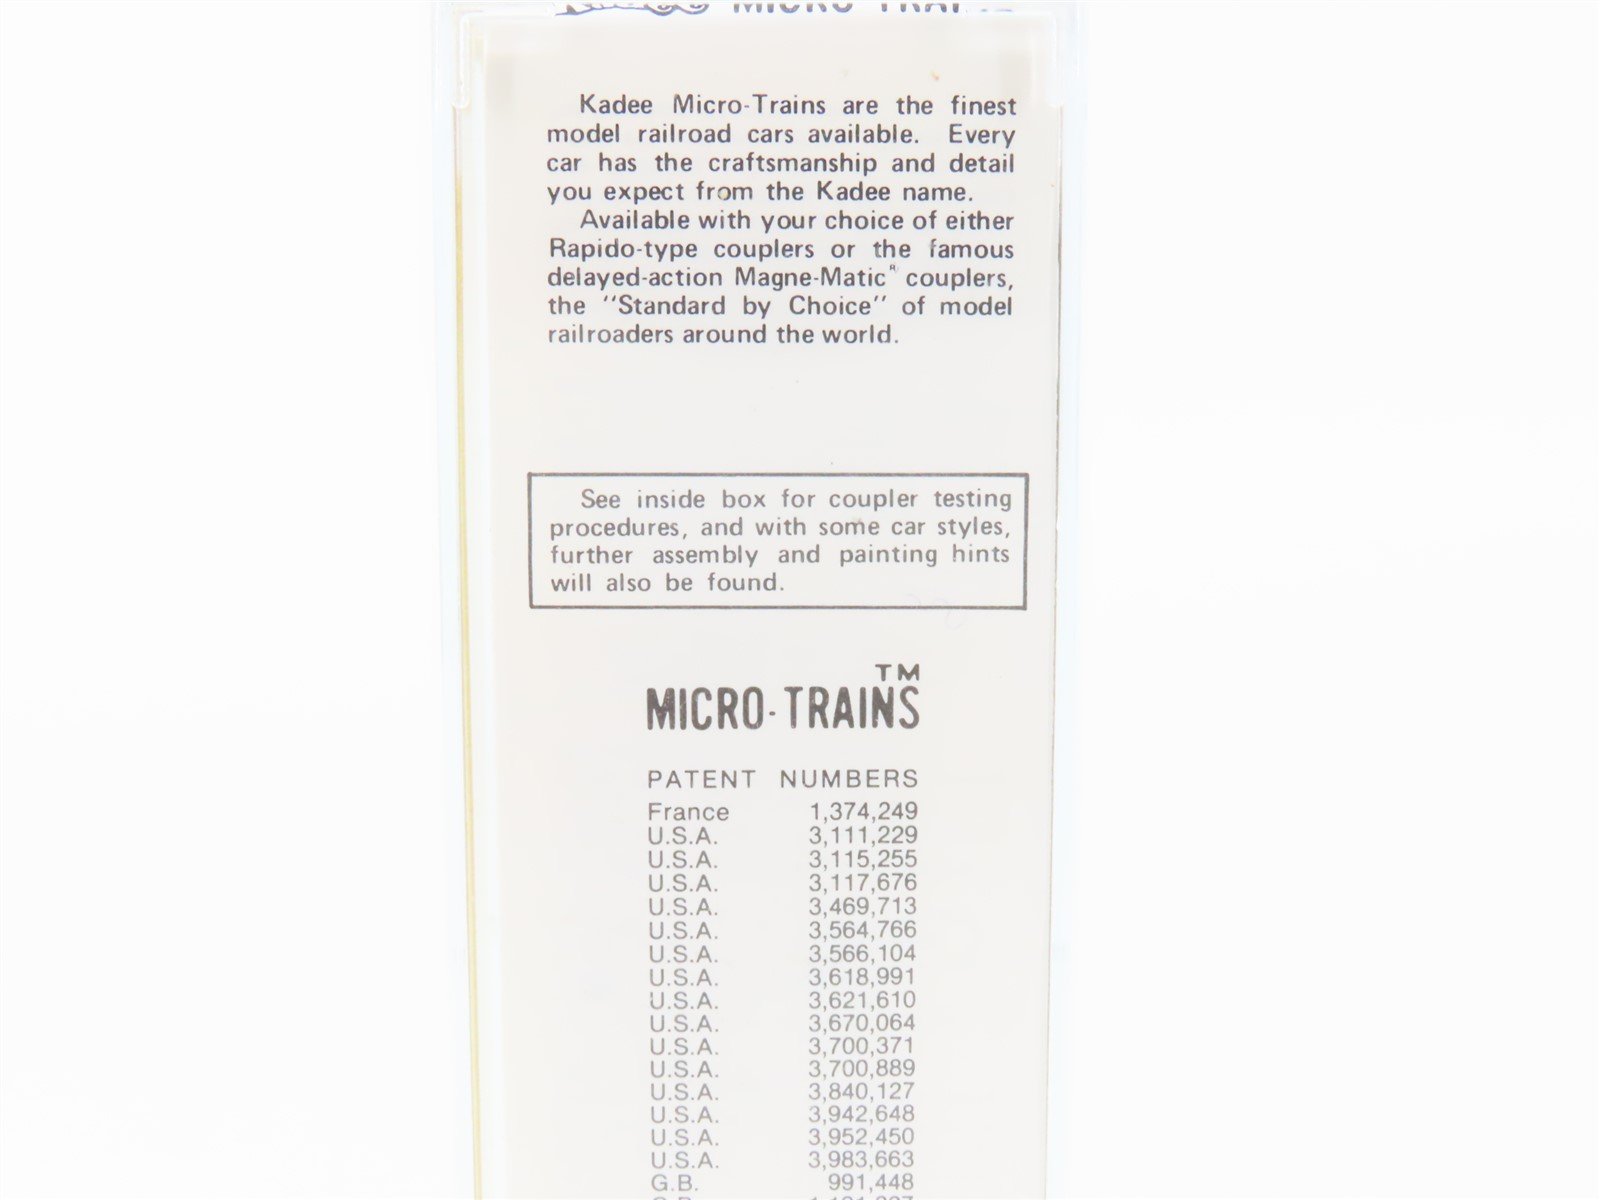 MICRO-TRAINS
Kadee Micro-Trains are the finest
model railroad cars available. Every
car has the craftsmanship and detail
you expect from the Kadee name.
Available with your choice of either
Rapido-type couplers or the famous
delayed-action Magne-Matic® couplers,
the "Standard by Choice" of model
railroaders around the world.
See inside box for coupler testing
procedures, and with some car styles,
further assembly and painting hints
will also be found.
TM
MICRO-TRAINS
PATENT NUMBERS
France 1,374,249
U.S.A. 3,111,229
U.S.A. 3,115,255
U.S.A. 3,117,676
U.S.A. 3,469,713
U.S.A. 3,564,766
U.S.A. 3,566,104
U.S.A. 3,618,991
U.S.A. 3,621,610
U.S.A. 3,670,064
U.S.A. 3,700,371
U.S.A. 3,700,889
U.S.A. 3,840,127
U.S.A. 3,942,648
U.S.A. 3,952,450
U.S.A. 3,983,663
G.B. 991,448